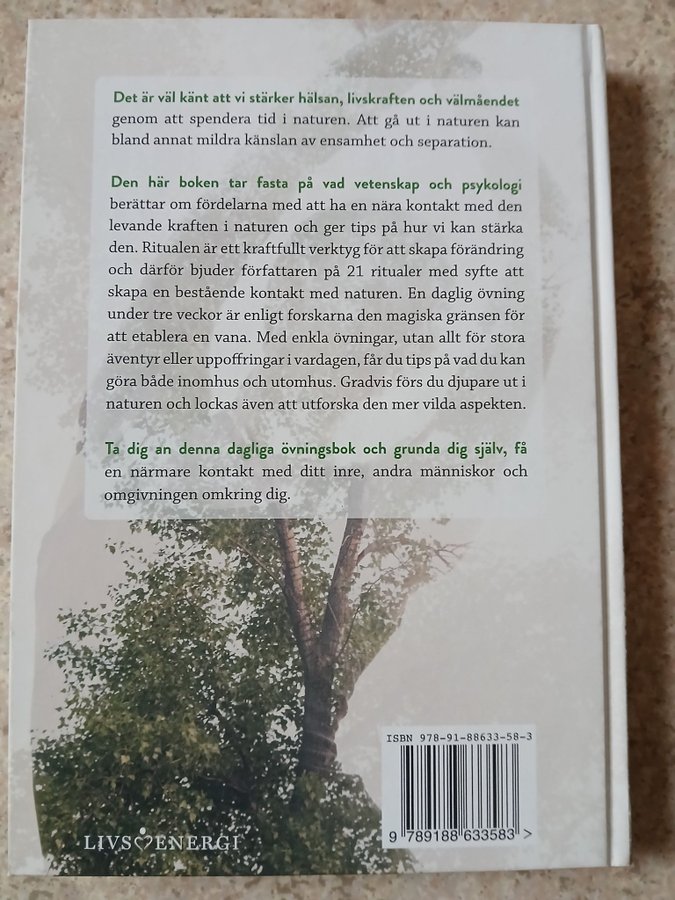 Det är väl känt att vi stärker hälsan, livskraften och välmåendet
genom att spendera tid i naturen. Att gå ut i naturen kan
bland annat mildra känslan av ensamhet och separation.
Den här boken tar fasta på vad vetenskap och psykologi
berättar om fördelarna med att ha en nära kontakt med den
levande kraften i naturen och ger tips på hur vi kan stärka
den. Ritualen är ett kraftfullt verktyg för att skapa förändring
och därför bjuder författaren på 21 ritualer med syfte att
skapa en bestående kontakt med naturen. En daglig övning
under tre veckor är enligt forskarna den magiska gränsen för
att etablera en vana. Med enkla övningar, utan allt för stora
äventyr eller uppoffringar i vardagen, får du tips på vad du kan
göra både inomhus och utomhus. Gradvis förs du djupare ut i
naturen och lockas även att utforska den mer vilda aspekten.
Ta dig an denna dagliga övningsbok och grunda dig själv, få
en närmare kontakt med ditt inre, andra människor och
omgivningen omkring dig.
ISBN 978-91-88633-58-3
9 789188 633583 >
LIVS ENERGI